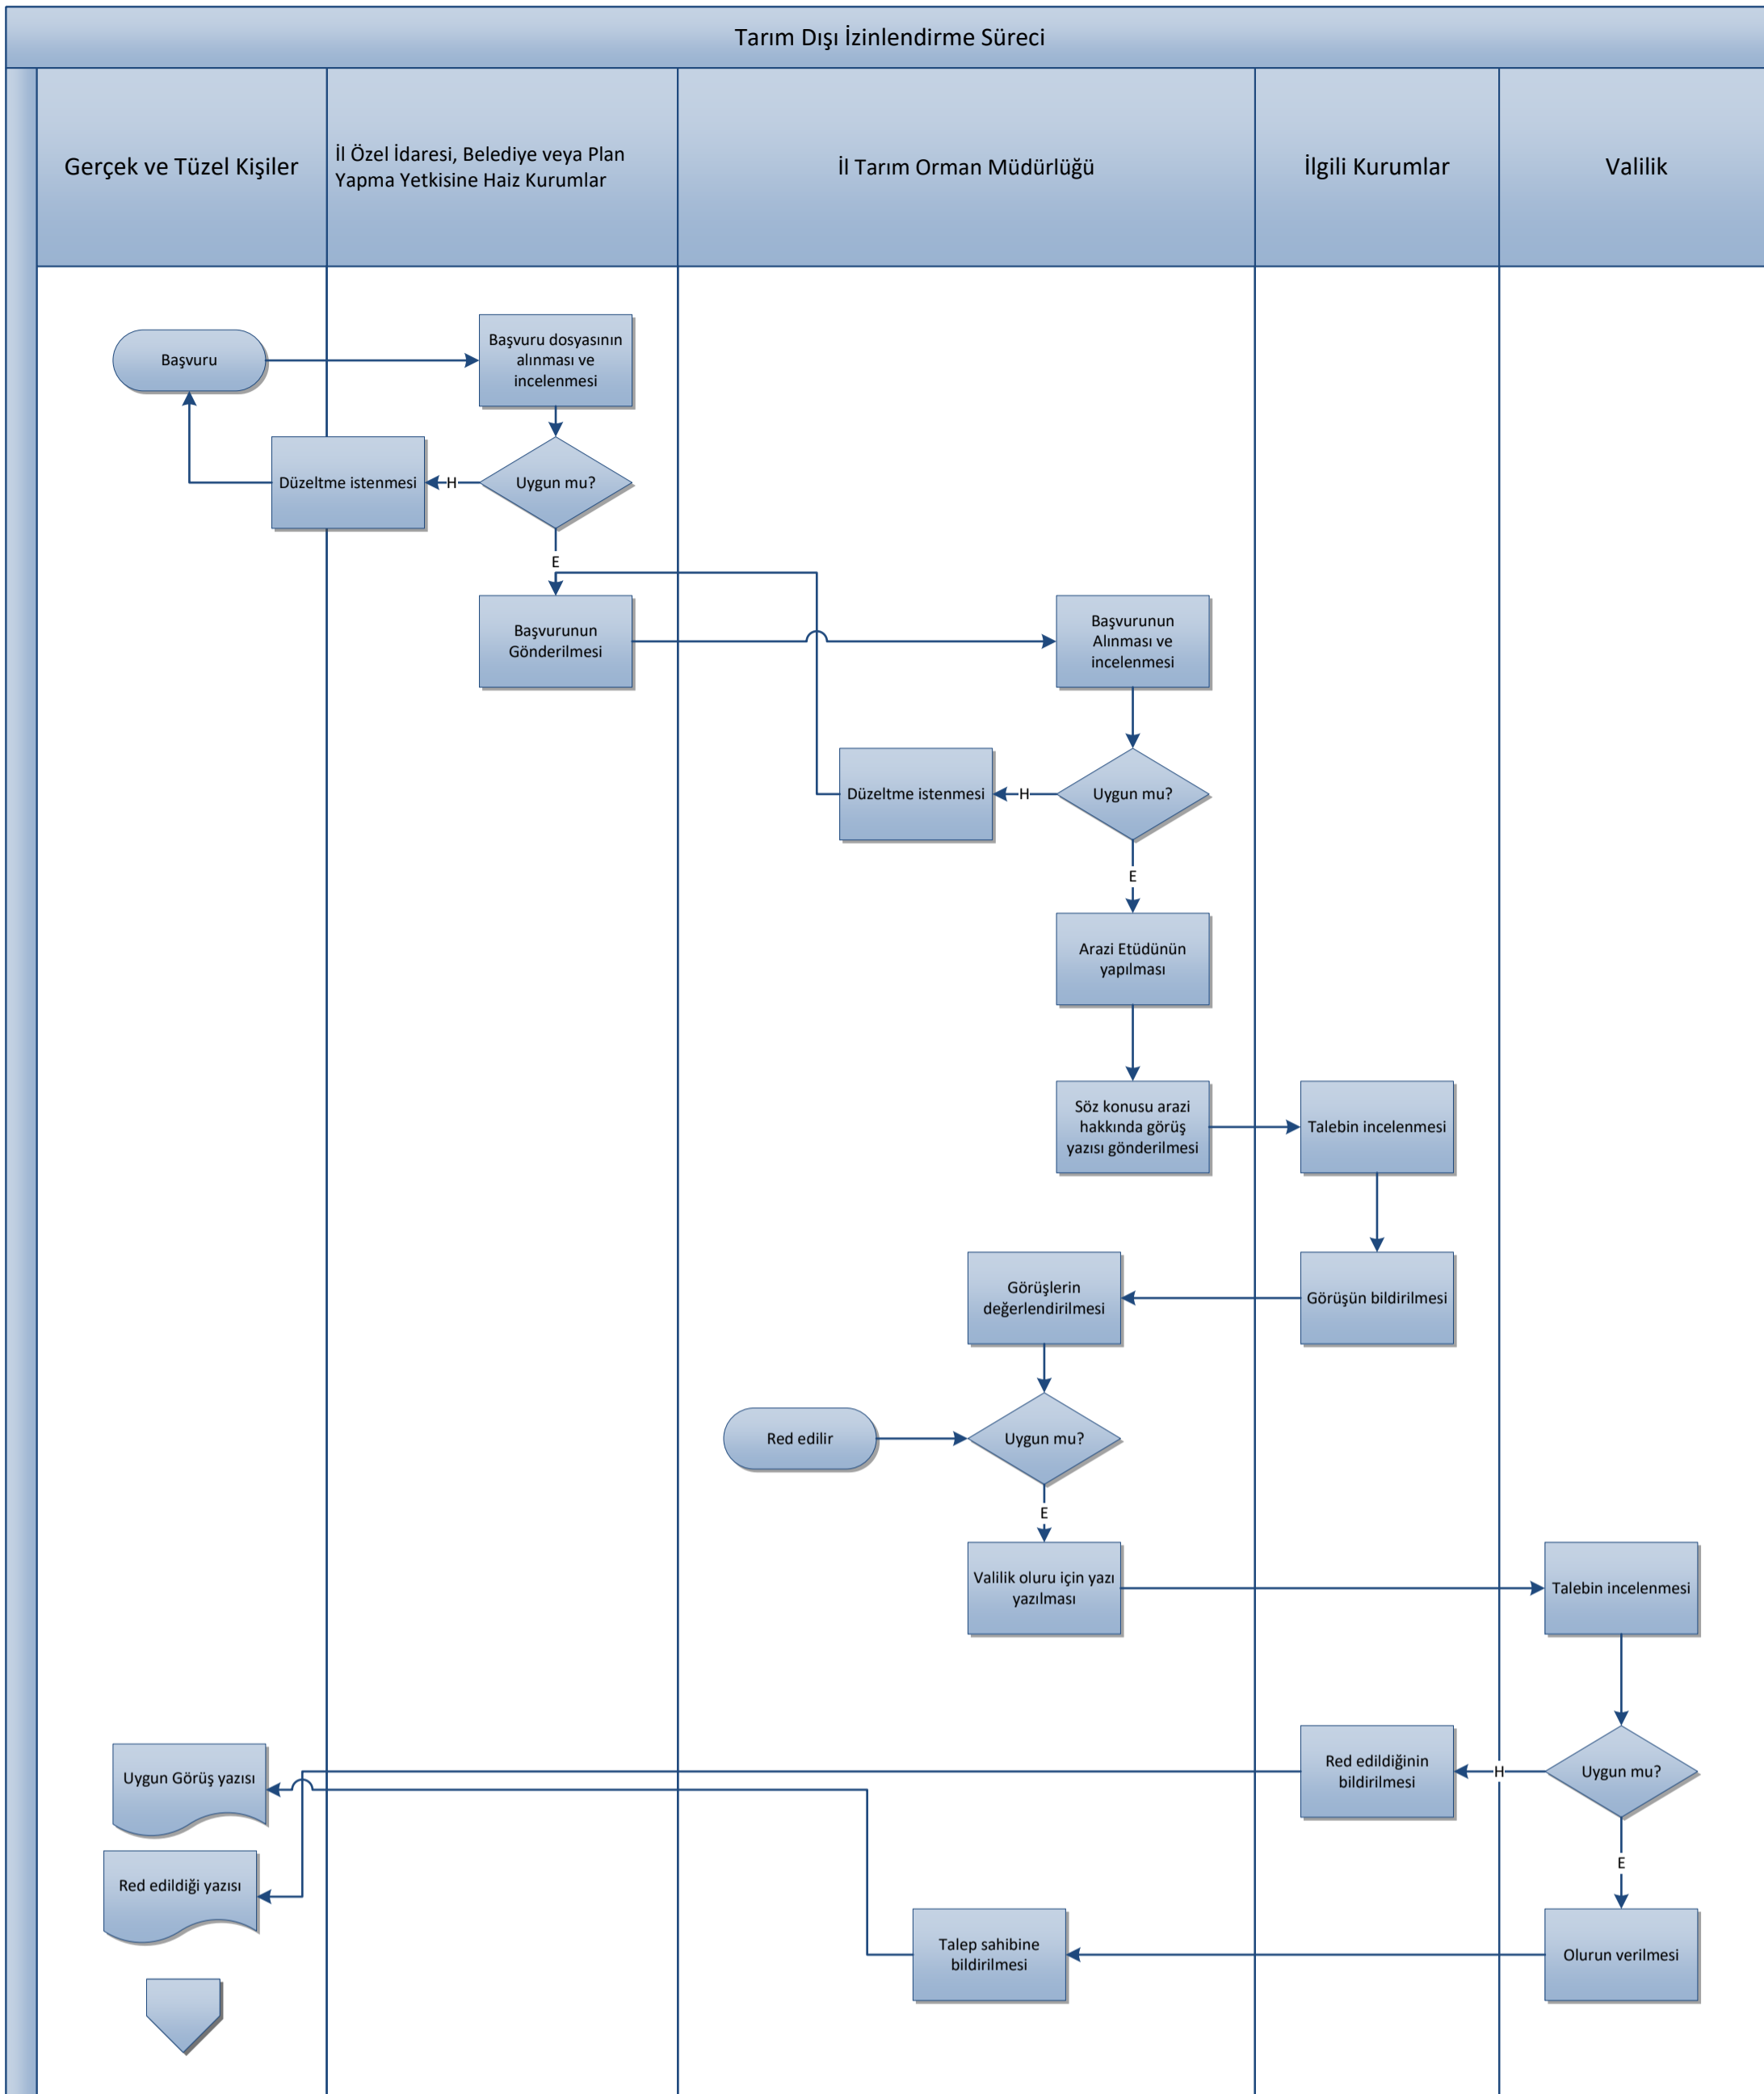 Tarım Dışı İzinlendirme Süreci
Gerçek ve Tüzel Kişiler
İl Özel İdaresi, Belediye veya Plan
Yapma Yetkisine Haiz Kurumlar
İl Tarım Orman Müdürlüğü
İlgili Kurumlar
Valilik
Başvuru
Başvuru dosyasının
alınması ve
incelenmesi
Düzeltme istenmesi
H
Uygun mu?
E
Başvurunun
Gönderilmesi
Başvurunun
Alınması ve
incelenmesi
Düzeltme istenmesi
H
Uygun mu?
E
Arazi Etüdünün
yapılması
Söz konusu arazi
hakkında görüş
yazısı gönderilmesi
Talebin incelenmesi
Görüşlerin
değerlendirilmesi
Görüşün bildirilmesi
Red edilir
Uygun mu?
E
Valilik oluru için yazı
yazılması
Talebin incelenmesi
Uygun Görüş yazısı
Red edildiğinin
bildirilmesi
H
Uygun mu?
E
Red edildiği yazısı
Talep sahibine
bildirilmesi
Olurun verilmesi